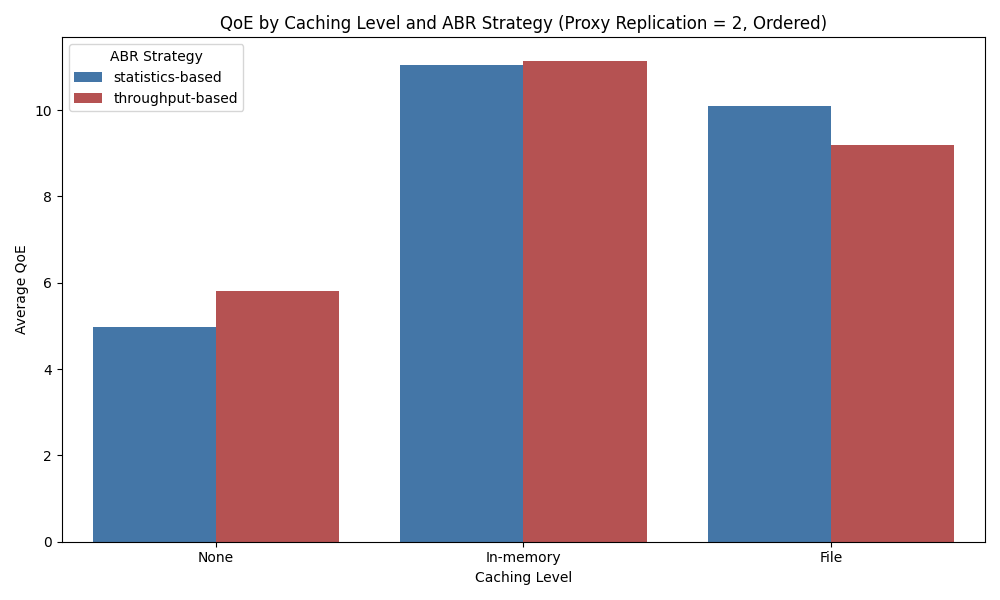 QoE by Caching Level and ABR Strategy (Proxy Replication = 2, Ordered)
ABR Strategy
statistics-based
throughput-based
Average QoE
10
8
6
4
2
0
None
In-memory
File
Caching Level